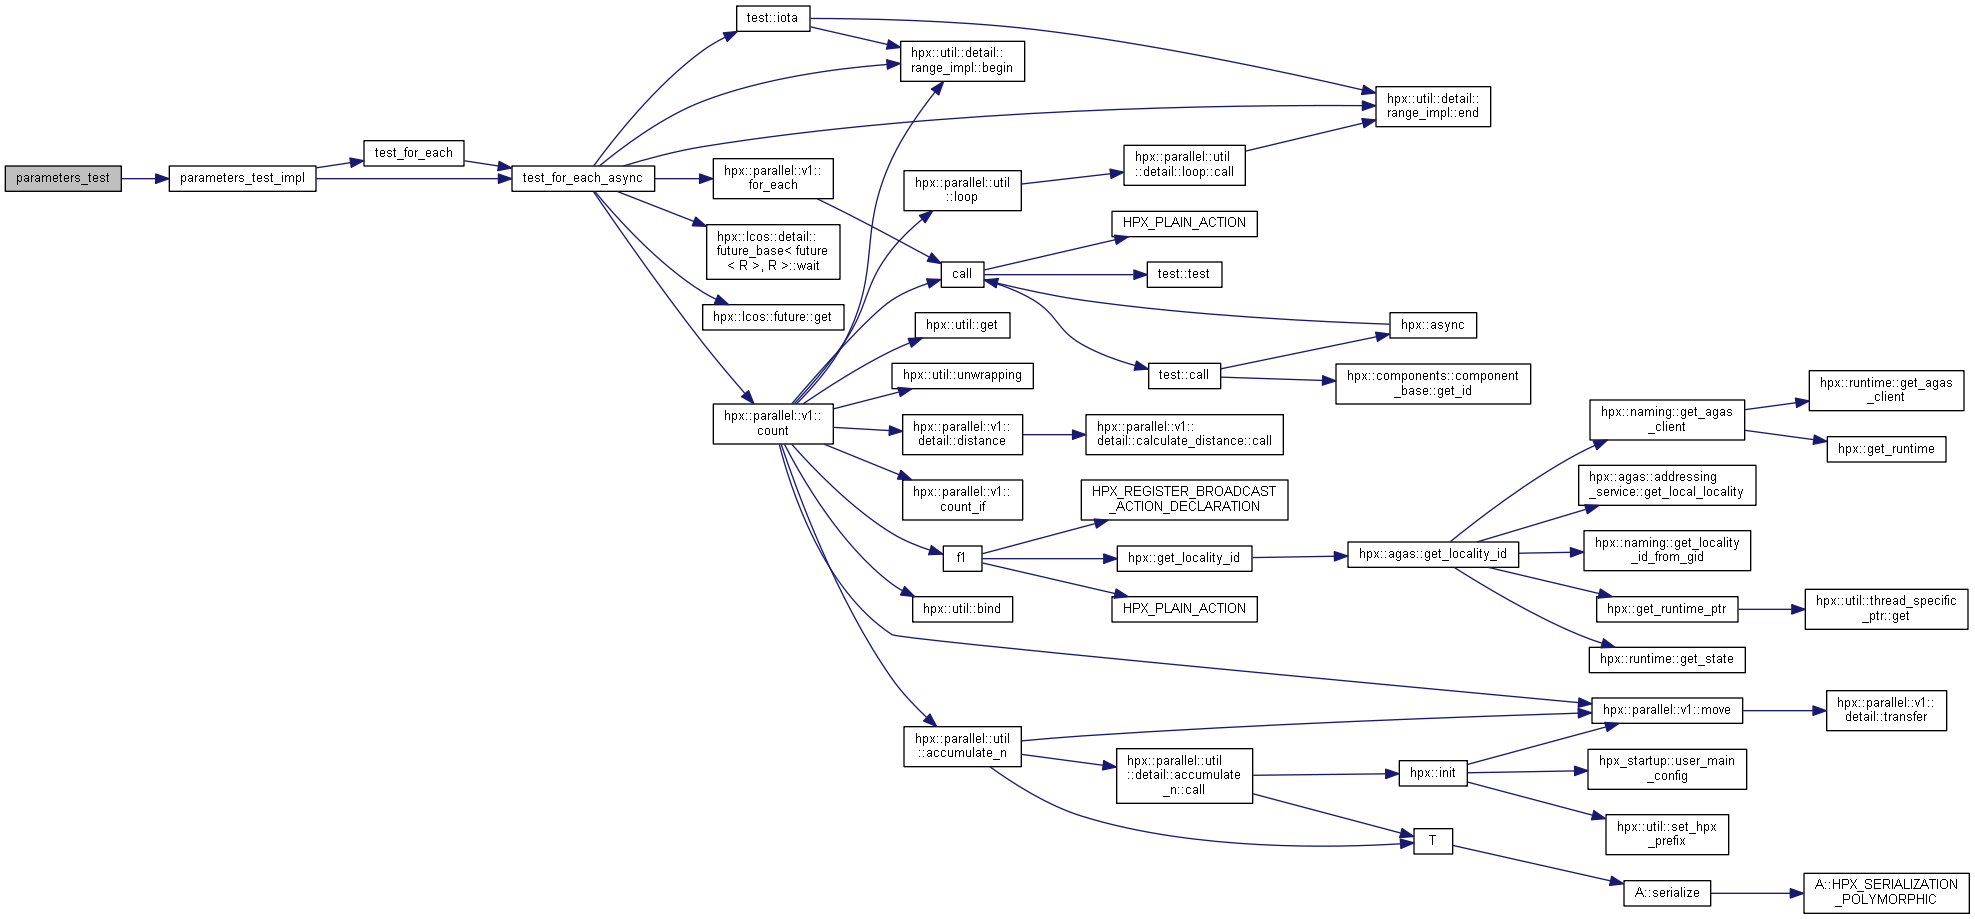 parameters_test
parameters_test_impl
test_for_each
test_for_each_async
test::iota
hpx::util::detail::
range_impl::begin
hpx::util::detail::
range_impl::end
hpx::parallel::v1::
for_each
hpx::lcos::detail::
future_base< future
< R >, R >::wait
hpx::lcos::future::get
hpx::parallel::v1::
count
hpx::parallel::util
::loop
hpx::parallel::util
::detail::loop::call
HPX_PLAIN_ACTION
call
test::test
hpx::util::get
hpx::async
hpx::util::unwrapping
test::call
hpx::components::component
_base::get_id
hpx::parallel::v1::
detail::distance
hpx::parallel::v1::
detail::calculate_distance::call
hpx::parallel::v1::
count_if
HPX_REGISTER_BROADCAST
_ACTION_DECLARATION
f1
hpx::get_locality_id
HPX_PLAIN_ACTION
hpx::util::bind
hpx::agas::get_locality_id
hpx::naming::get_agas
_client
hpx::runtime::get_agas
_client
hpx::get_runtime
hpx::agas::addressing
_service::get_local_locality
hpx::naming::get_locality
_id_from_gid
hpx::get_runtime_ptr
hpx::util::thread_specific
_ptr::get
hpx::runtime::get_state
hpx::parallel::v1::move
hpx::parallel::v1::
detail::transfer
hpx::parallel::util
::accumulate_n
hpx::parallel::util
::detail::accumulate
_n::call
hpx::init
hpx_startup::user_main
_config
hpx::util::set_hpx
_prefix
T
A::serialize
A::HPX_SERIALIZATION
_POLYMORPHIC